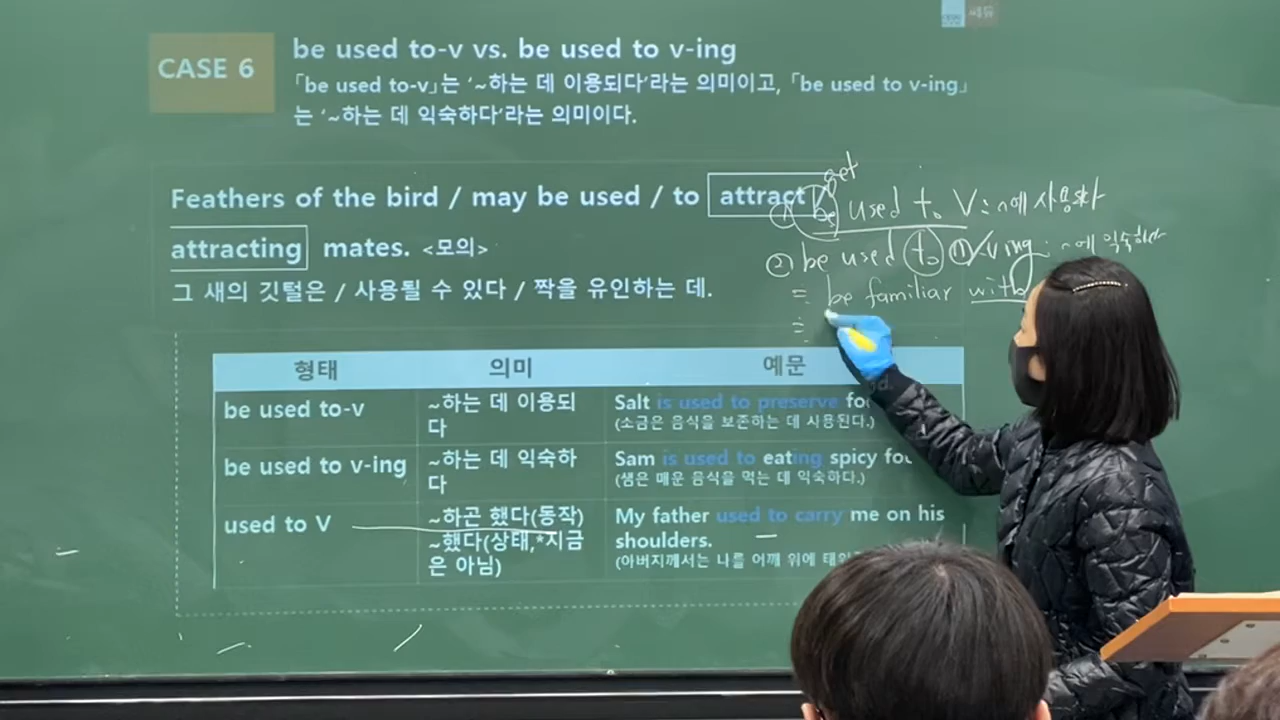 쎄듀
CASE 6
be used to-v vs. be used to v-ing
「be used to-v」는 '~하는 데 이용되다'라는 의미이고, 「be used to v-ing」
는 '~하는 데 익숙하다'라는 의미이다.
Feathers of the bird / may be used / to attract /
attracting mates. <모의>
그 새의 깃털은 / 사용될 수 있다 / 짝을 유인하는 데.
get
① be used to V : ~에 사용하다
② be used to ving : ~에 익숙하다
= be familiar with
=
형태 의미 예문
be used to-v ~하는 데 이용되다 Salt is used to preserve
(소금은 음식을 보존하는 데 사용된다.)
be used to v-ing ~하는 데 익숙하다 Sam is used to eating spicy
(샘은 매운 음식을 먹는 데 익숙하다.)
used to V ~하곤 했다(동작) My father used to carry me on his
~했다(상태,*지금은 아님) shoulders.
(아버지께서는 나를 어깨 위에